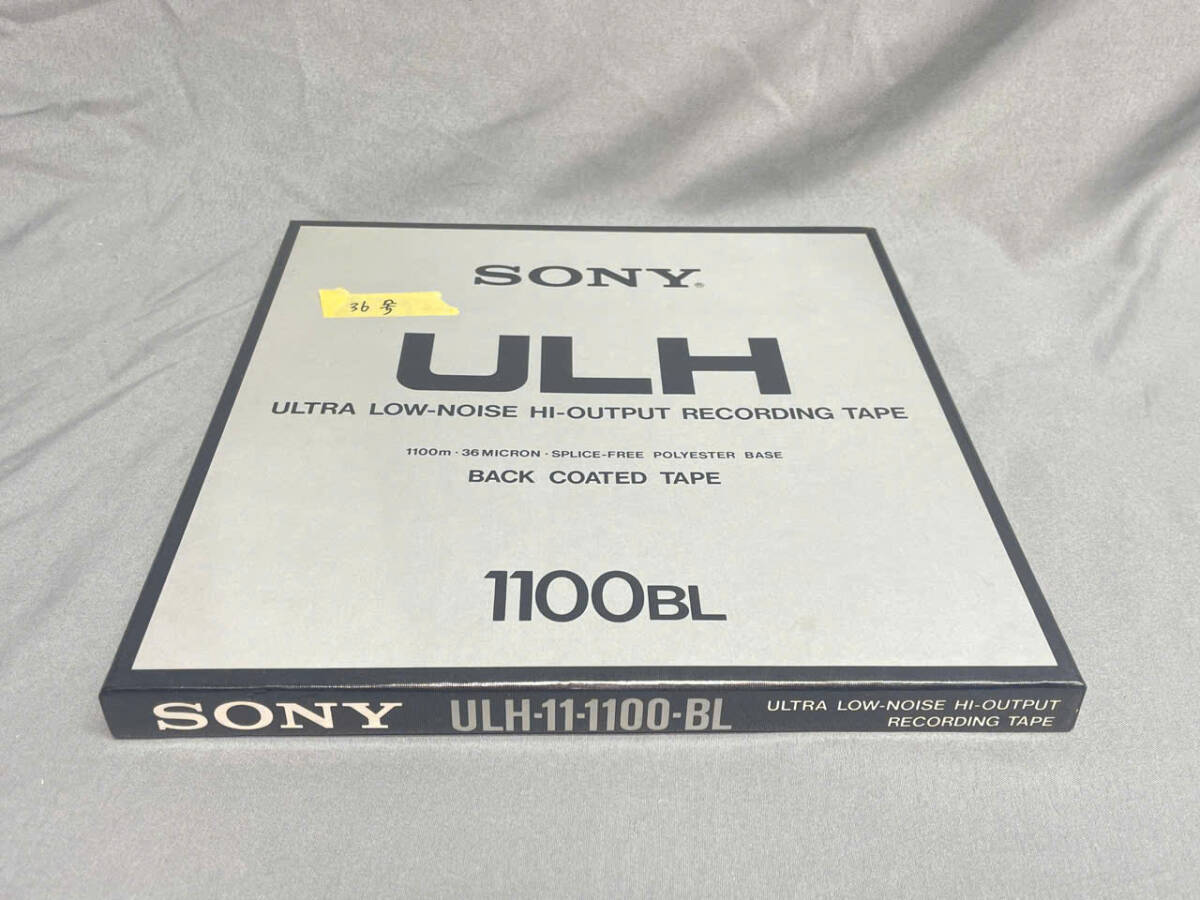 SONY®
36号
ULH
ULTRA LOW-NOISE HI-OUTPUT RECORDING TAPE
1100m · 36 MICRON · SPLICE-FREE POLYESTER BASE
BACK COATED TAPE
1100BL
SONY ULH-11-1100-BL ULTRA LOW-NOISE HI-OUTPUT
RECORDING TAPE